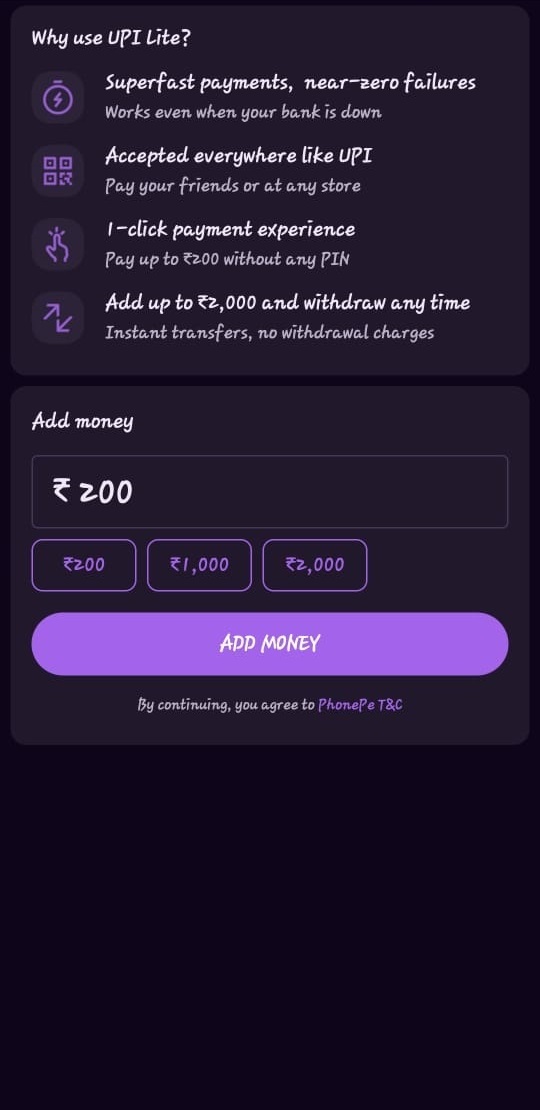 Why use UPI Lite?
Superfast payments, near-zero failures
Works even when your bank is down
Accepted everywhere like UPI
Pay your friends or at any store
1-click payment experience
Pay up to ₹200 without any PIN
Add up to ₹2,000 and withdraw any time
Instant transfers, no withdrawal charges
Add money
₹ 200
₹200 ₹1,000 ₹2,000
ADD MONEY
By continuing, you agree to PhonePe T&C